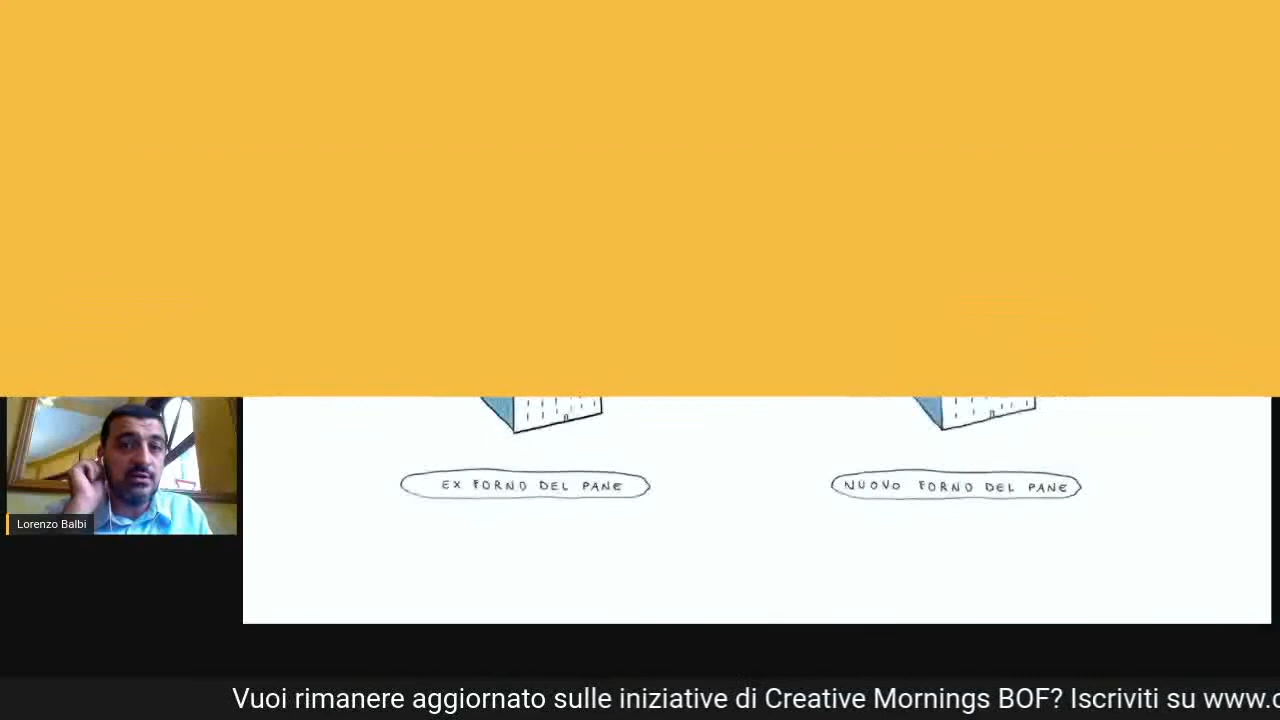 EX FORNO DEL PANE
NUOVO FORNO DEL PANE
Lorenzo Balbi
Vuoi rimanere aggiornato sulle iniziative di Creative Mornings BOF? Iscriviti su www.c